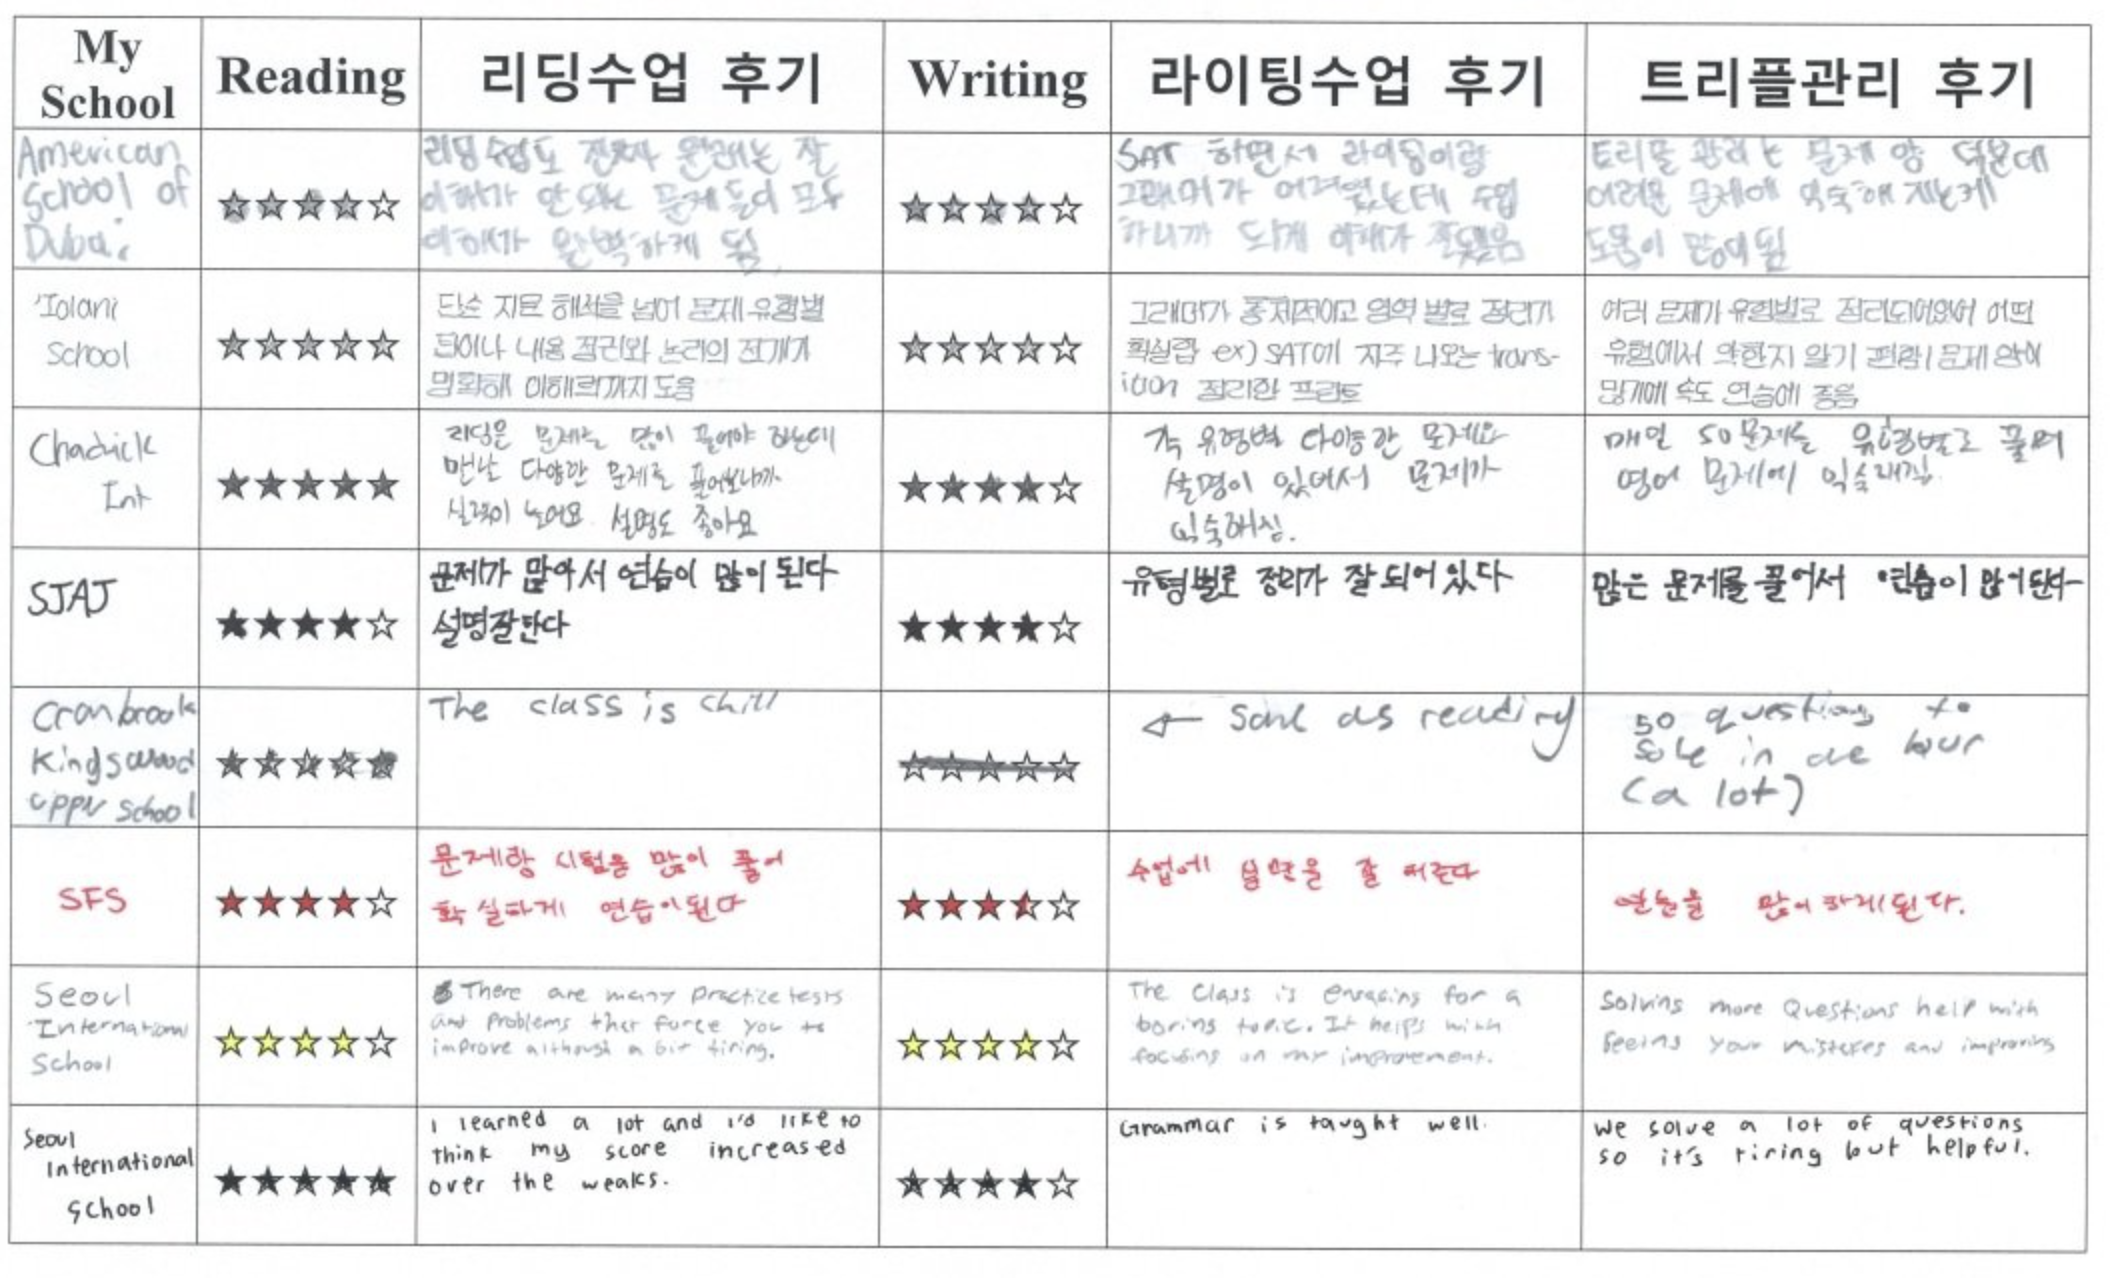 My School
Reading
리딩수업 후기
Writing
라이팅수업 후기
트리플관리 후기
American
School of
Dubai
★★★★☆
리딩 수업도 진짜 원래는 잘
이해가 안 되는 문제들이 모두
이해가 완벽하게 됨
★★★★☆
SAT 하면서 라이팅이랑
그래머가 어려웠는데 수업
하니까 되게 이해가 잘됐음
트리플 관리는 문제 양 덕분에
어려운 문제에 익숙해 지는게
도움이 많이 됨
'Iolani
School
★★★★★
단순 지문 해석을 넘어 문제 유형별
단어나 내용 정리와 논리의 전개가
명확해 이해력까지 도움
★★★★★
그래머가 총체적이고 영역 별로 정리가
확실함 ex) SAT에 자주 나오는 trans-
ition 정리한 프린트
여러 문제가 유형별로 정리되어있어 어떤
유형에서 약한지 알기 편함 / 문제 양이
많기에 속도 연습에 좋음
Chadwick
Int
★★★★★
리딩은 문제를 많이 풀어야 하는데
맨날 다양한 문제를 풀어보니까
실력이 늘어요 설명도 좋아요
★★★★☆
각 유형별 다양한 문제와
설명이 있어서 문제가
익숙해짐.
매일 50문제를 유형별로 풀며
영어 문제에 익숙해짐.
SJAJ
★★★★☆
문제가 많아서 연습이 많이 된다
설명잘한다
★★★★☆
유형별로 정리가 잘 되어 있다
많은 문제를 풀어서 연습이 많이 된다
Cranbrook
Kingswood
upper School
★★★★★
The class is chill
☆☆☆☆☆
← Same as reading
50 questions to
solve in one hour
(a lot)
SFS
★★★★☆
문제랑 시험을 많이 풀어
확실하게 연습이된다
수업에 설명을 잘 해준다
연습을 많이 하게 된다.
Seoul
International
School
★★★★☆
There are many practice tests
and problems that force you to
improve although a bit tiring.
★★★★☆
The class is engaging for a
boring topic. It helps with
focusing on my improvement.
Solving more Questions help with
seeing your mistakes and improving
Seoul
International
School
★★★★★
I learned a lot and i'd like to
think my score increased
over the weaks.
★★★★☆
Grammar is taught well.
We solve a lot of questions
so it's tiring but helpful.